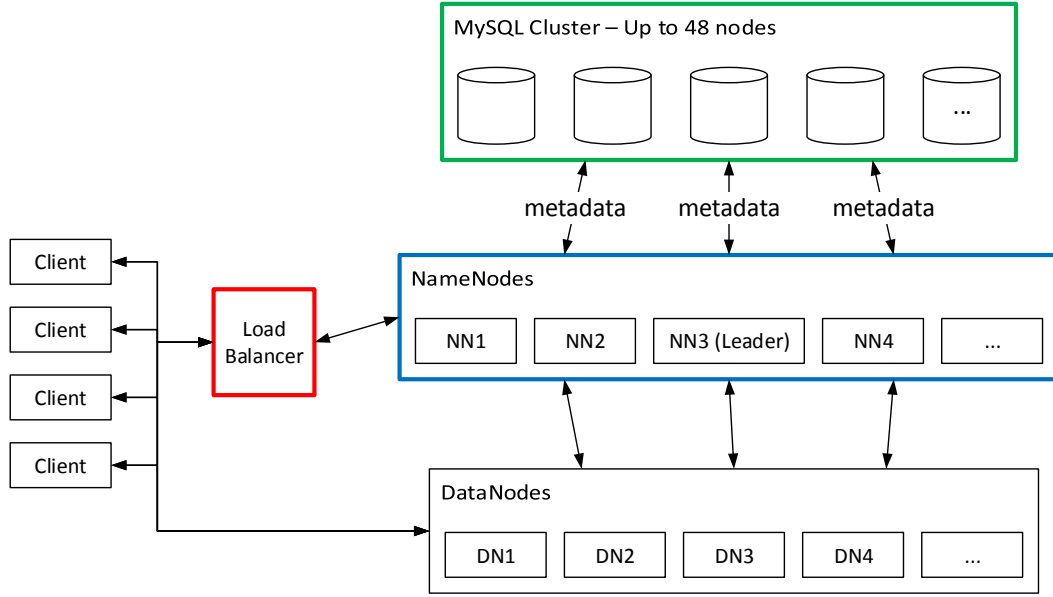 MySQL Cluster – Up to 48 nodes
...
metadata metadata metadata
Client
Client
Client
Client
Load
Balancer
NameNodes
NN1 NN2 NN3 (Leader) NN4 ...
DataNodes
DN1 DN2 DN3 DN4 ...